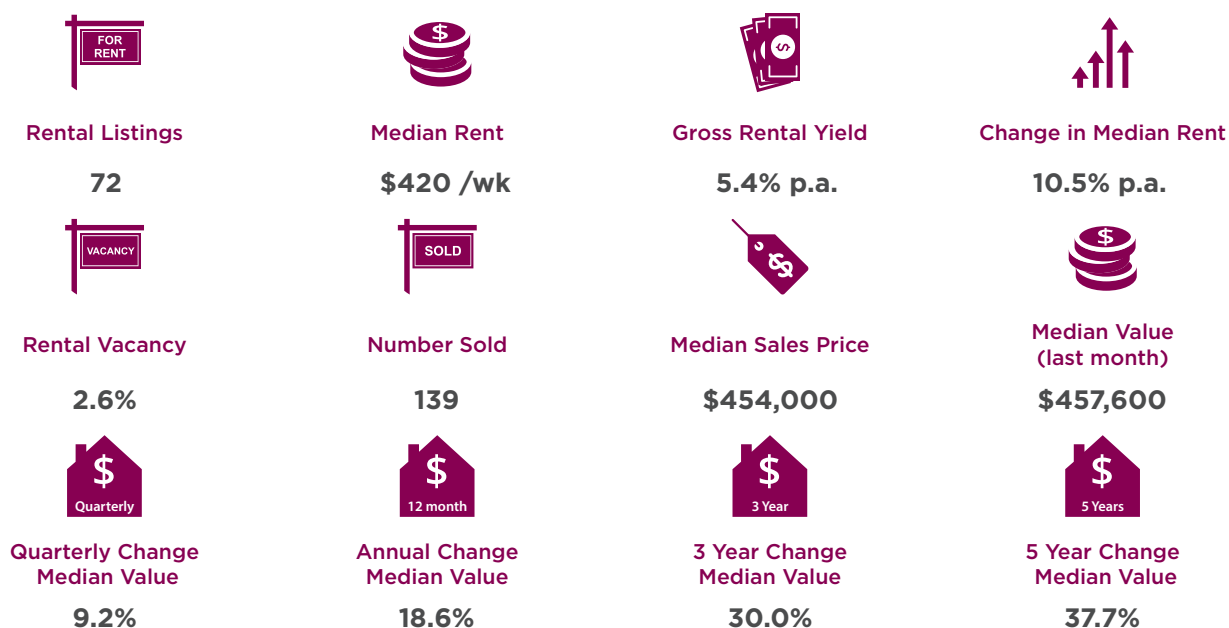 FOR
RENT
$
$
Rental Listings
Median Rent
Gross Rental Yield
Change in Median Rent
72
$420 /wk
5.4% p.a.
10.5% p.a.
VACANCY
SOLD
$
$
Rental Vacancy
Number Sold
Median Sales Price
Median Value
(last month)
2.6%
139
$454,000
$457,600
$
Quarterly
$
12 month
$
3 Year
$
5 Years
Quarterly Change
Median Value
Annual Change
Median Value
3 Year Change
Median Value
5 Year Change
Median Value
9.2%
18.6%
30.0%
37.7%